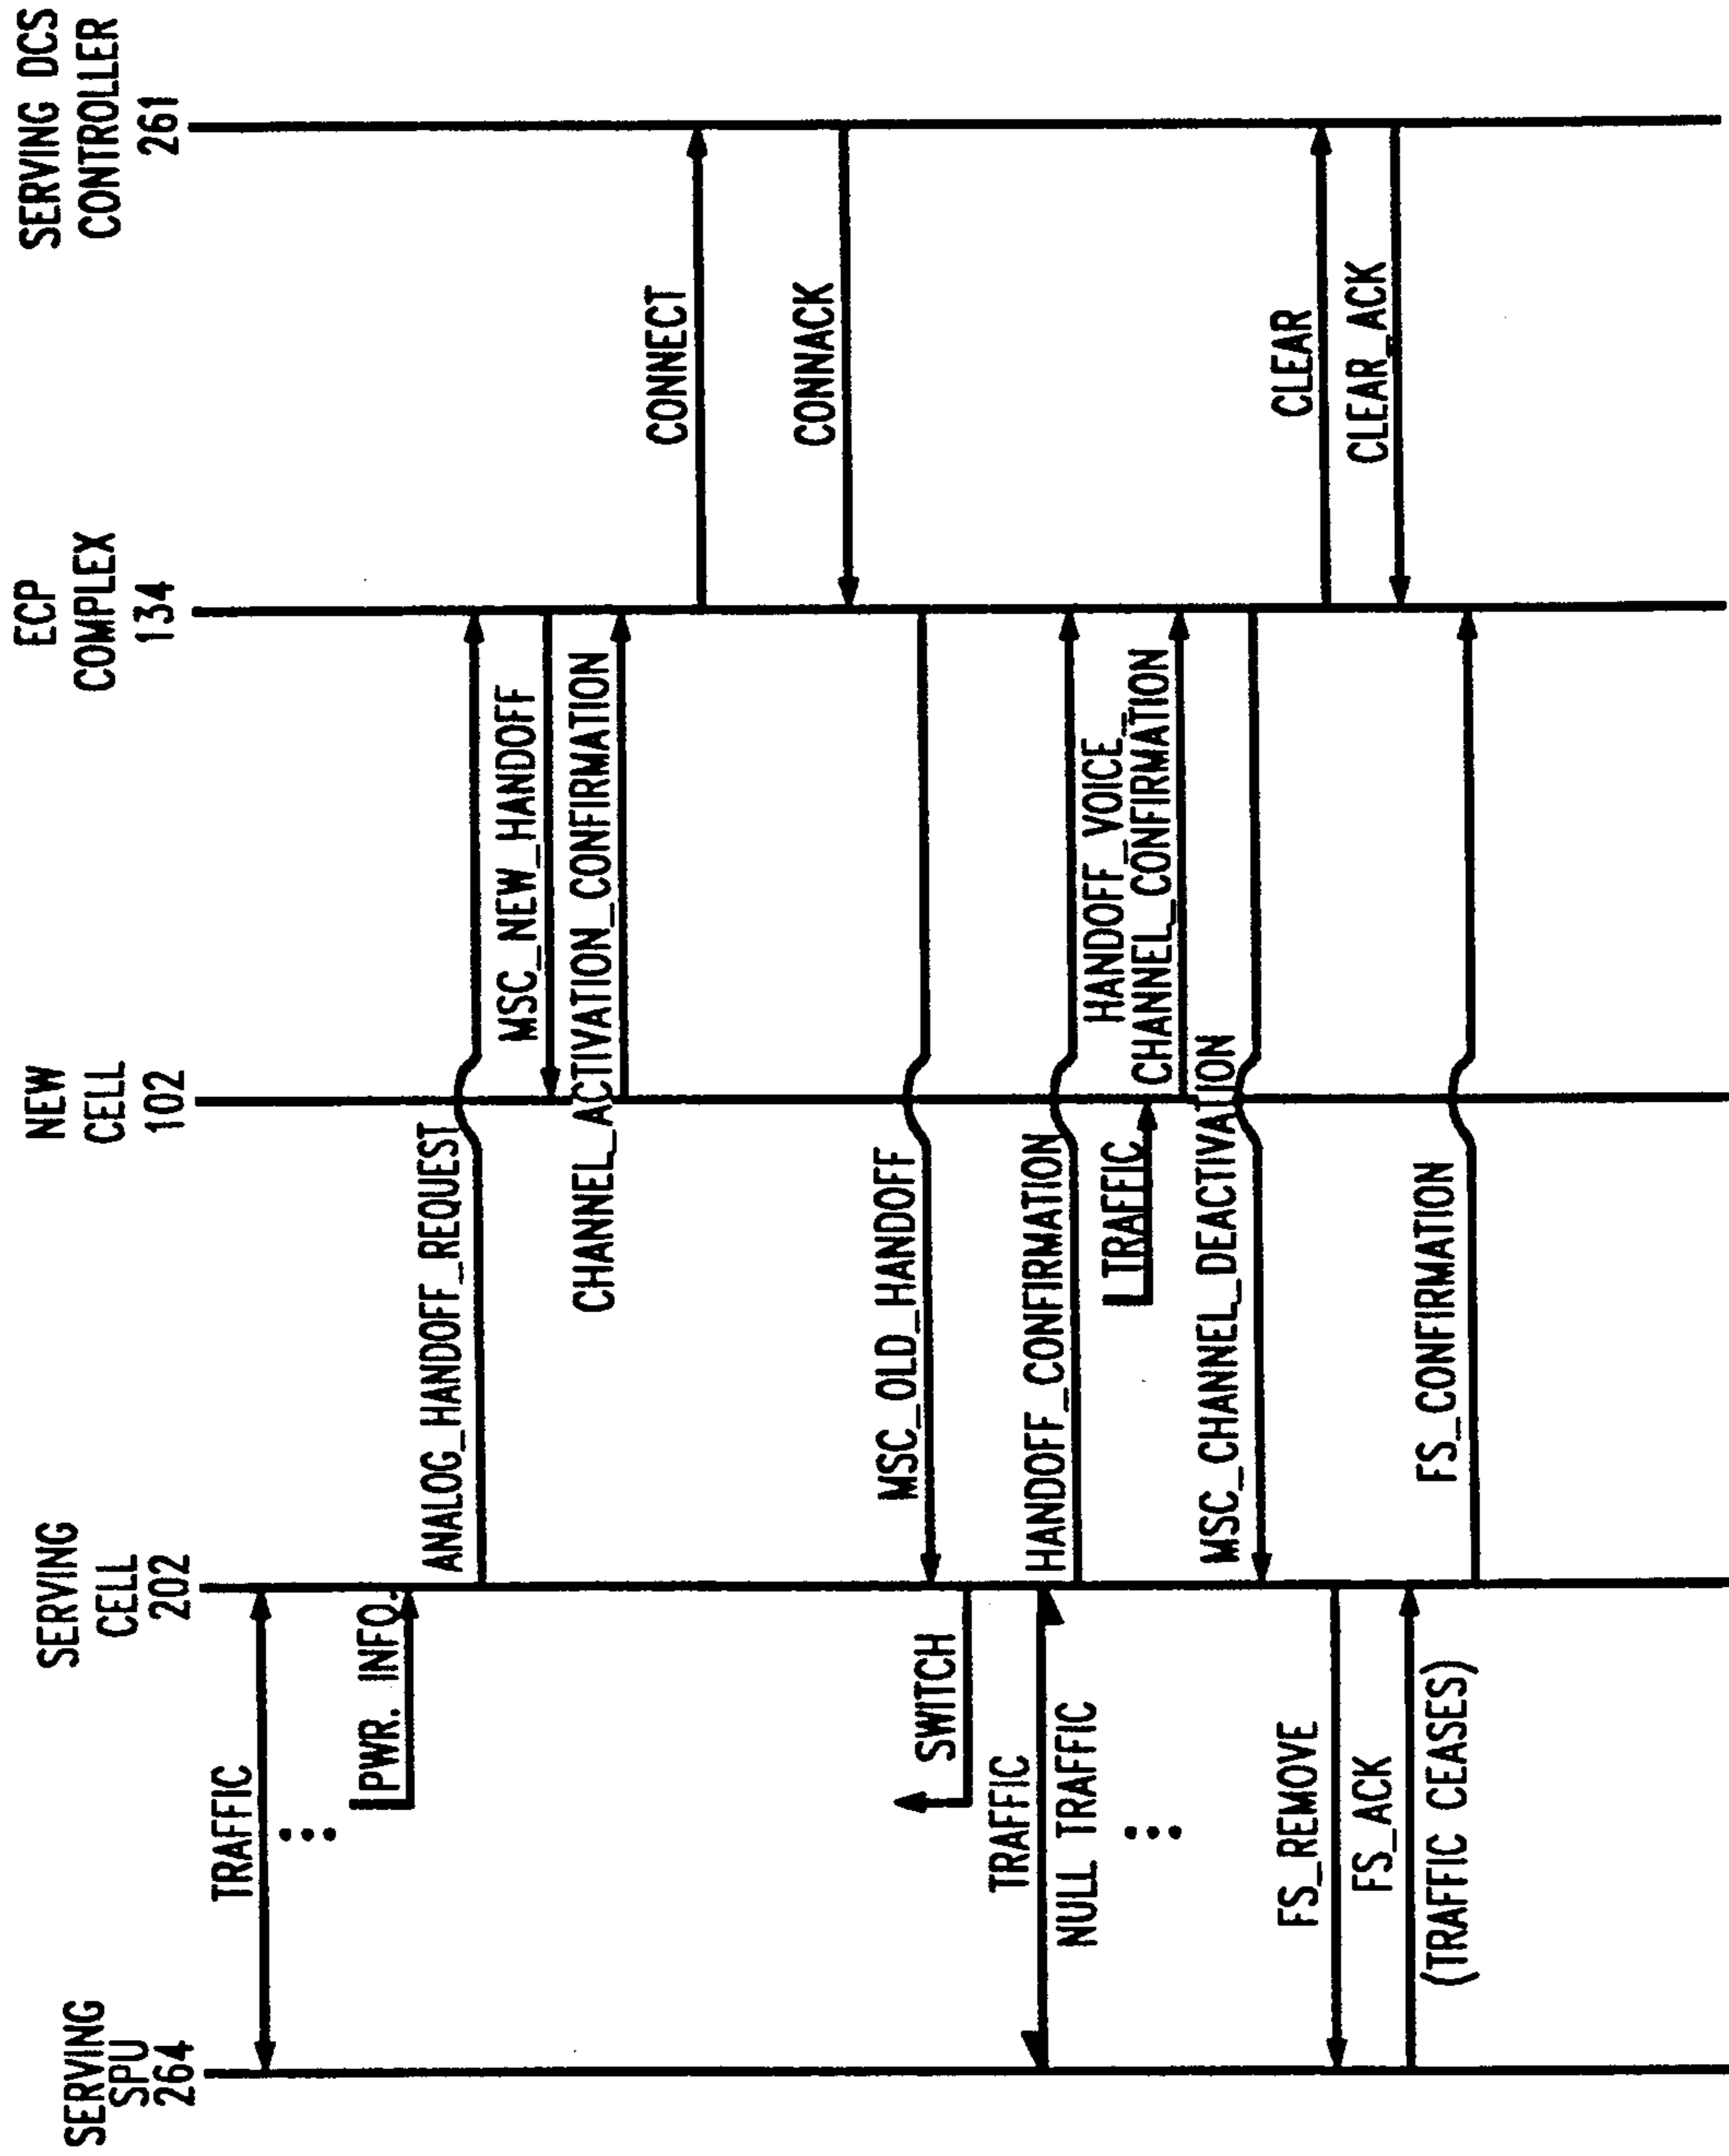 SERVING
SPU
264
SERVING
CELL
202
NEW
CELL
102
ECP
COMPLEX
134
SERVING DCS
CONTROLLER
261
TRAFFIC
PWR. INFO.
ANALOG_HANDOFF_REQUEST
MSC_NEW_HANDOFF
CHANNEL_ACTIVATION_CONFIRMATION
CONNECT
CONNACK
MSC_OLD_HANDOFF
SWITCH
TRAFFIC
NULL TRAFFIC
HANDOFF_CONFIRMATION
TRAFFIC
HANDOFF_VOICE_
CHANNEL_CONFIRMATION
MSC_CHANNEL_DEACTIVATION
FS_REMOVE
CLEAR
FS_ACK
(TRAFFIC CEASES)
CLEAR_ACK
FS_CONFIRMATION